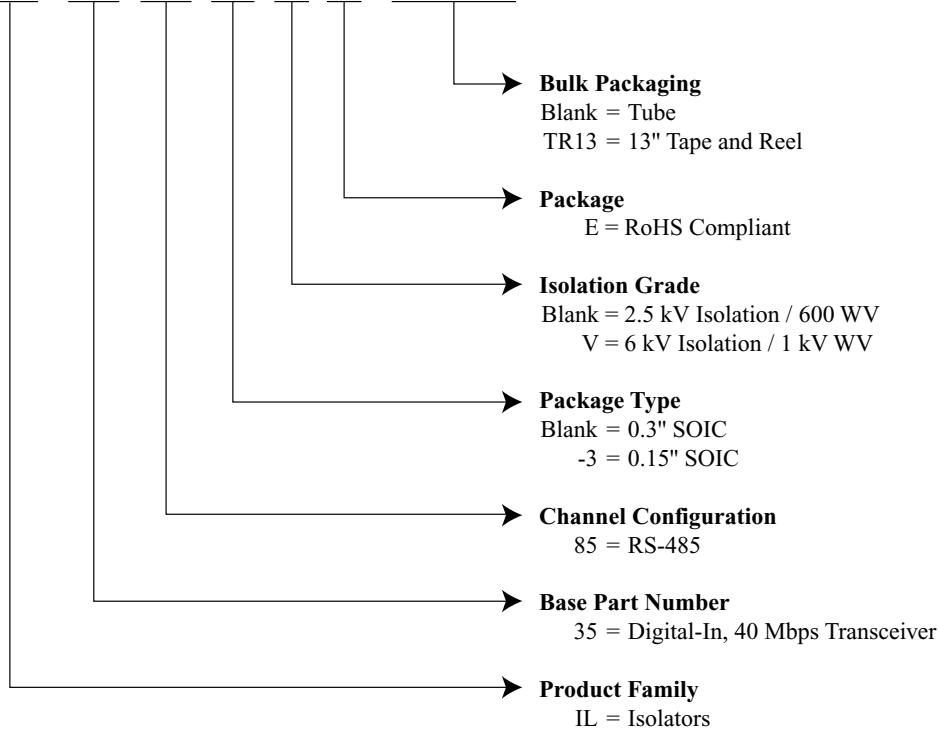 Bulk Packaging
Blank = Tube
TR13 = 13" Tape and Reel
Package
E = RoHS Compliant
Isolation Grade
Blank = 2.5 kV Isolation / 600 WV
V = 6 kV Isolation / 1 kV WV
Package Type
Blank = 0.3" SOIC
-3 = 0.15" SOIC
Channel Configuration
85 = RS-485
Base Part Number
35 = Digital-In, 40 Mbps Transceiver
Product Family
IL = Isolators